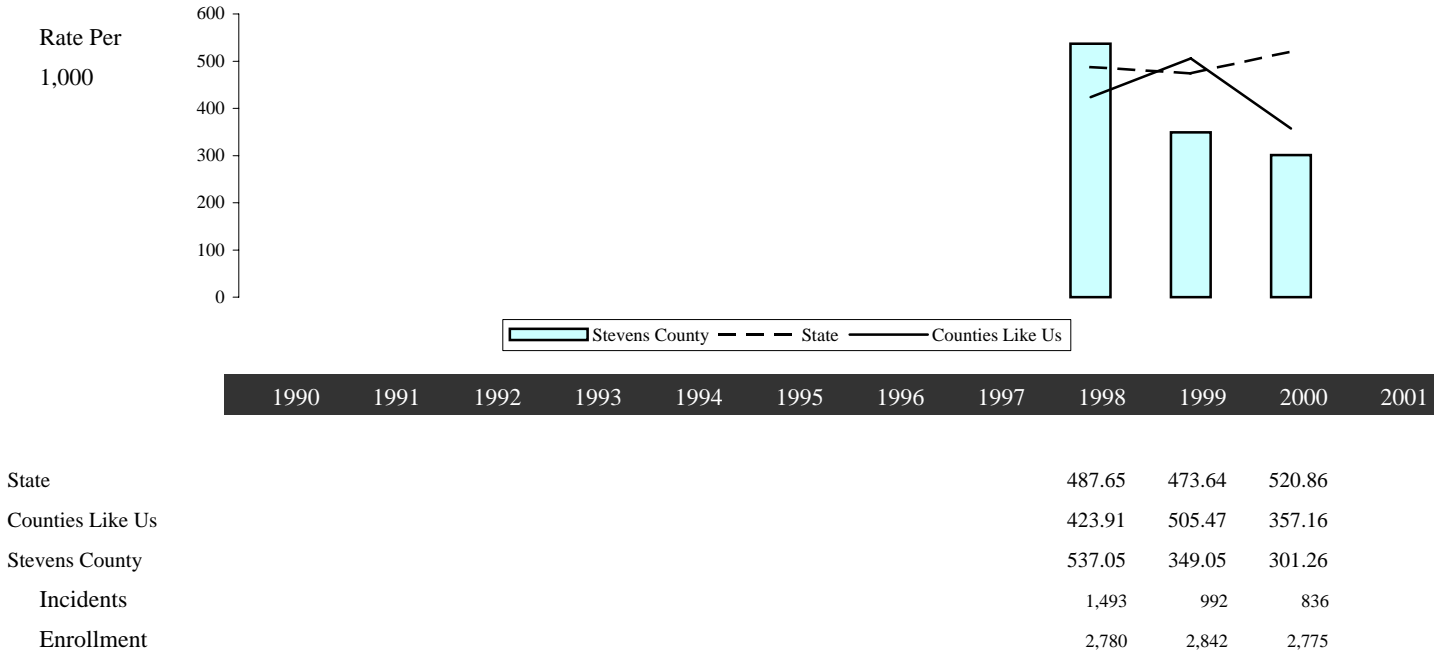 Rate Per
1,000
600
500
400
300
200
100
0
Stevens County State Counties Like Us
1990 1991 1992 1993 1994 1995 1996 1997 1998 1999 2000 2001
State 487.65 473.64 520.86
Counties Like Us 423.91 505.47 357.16
Stevens County 537.05 349.05 301.26
Incidents 1,493 992 836
Enrollment 2,780 2,842 2,775